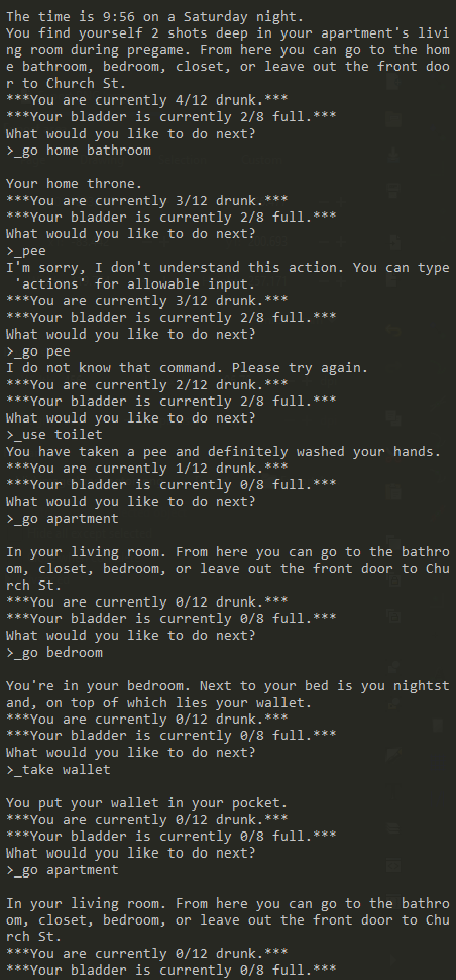 The time is 9:56 on a Saturday night.
You find yourself 2 shots deep in your apartment's livi
ng room during pregame. From here you can go to the hom
e bathroom, bedroom, closet, or leave out the front doo
r to Church St.
***You are currently 4/12 drunk.***
***Your bladder is currently 2/8 full.***
What would you like to do next?
>_go home bathroom

Your home throne.
***You are currently 3/12 drunk.***
***Your bladder is currently 2/8 full.***
What would you like to do next?
>_pee
I'm sorry, I don't understand this action. You can type
 'actions' for allowable input.
***You are currently 3/12 drunk.***
***Your bladder is currently 2/8 full.***
What would you like to do next?
>_go pee
I do not know that command. Please try again.
***You are currently 2/12 drunk.***
***Your bladder is currently 2/8 full.***
What would you like to do next?
>_use toilet
You have taken a pee and definitely washed your hands.
***You are currently 1/12 drunk.***
***Your bladder is currently 0/8 full.***
What would you like to do next?
>_go apartment

In your living room. From here you can go to the bathro
om, closet, bedroom, or leave out the front door to Chu
rch St.
***You are currently 0/12 drunk.***
***Your bladder is currently 0/8 full.***
What would you like to do next?
>_go bedroom

You're in your bedroom. Next to your bed is you nightst
and, on top of which lies your wallet.
***You are currently 0/12 drunk.***
***Your bladder is currently 0/8 full.***
What would you like to do next?
>_take wallet

You put your wallet in your pocket.
***You are currently 0/12 drunk.***
***Your bladder is currently 0/8 full.***
What would you like to do next?
>_go apartment

In your living room. From here you can go to the bathro
om, closet, bedroom, or leave out the front door to Chu
rch St.
***You are currently 0/12 drunk.***
***Your bladder is currently 0/8 full.***